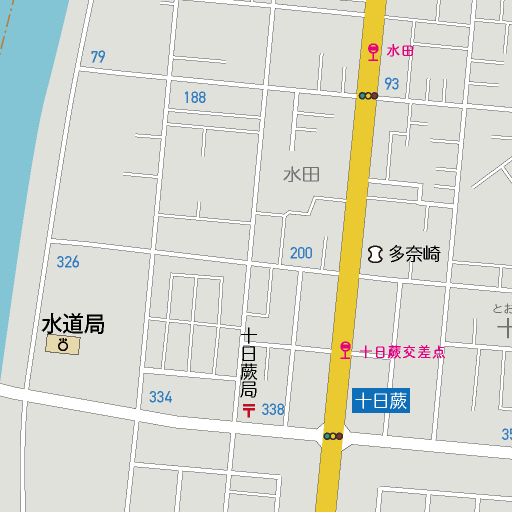 水田
79
93
188
水田
200
多奈崎
326
とお
十
水道局
十日蕨局
十日蕨交差点
334
338
十日蕨
35